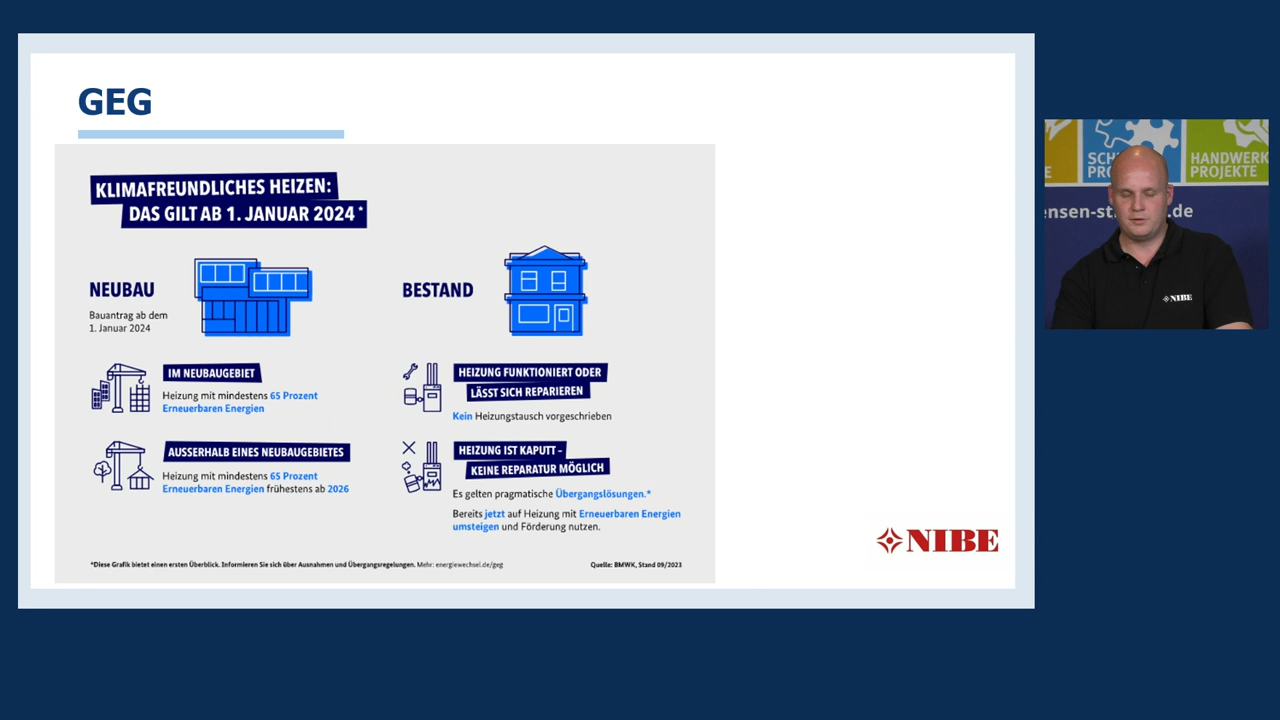 GEG
KLIMAFREUNDLICHES HEIZEN:
DAS GILT AB 1. JANUAR 2024*
NEUBAU
Bauantrag ab dem
1. Januar 2024
IM NEUBAUGEBIET
Heizung mit mindestens 65 Prozent
Erneuerbaren Energien
AUSSERHALB EINES NEUBAUGEBIETES
Heizung mit mindestens 65 Prozent
Erneuerbaren Energien frühestens ab 2026
BESTAND
HEIZUNG FUNKTIONIERT ODER
LÄSST SICH REPARIEREN
Kein Heizungstausch vorgeschrieben
HEIZUNG IST KAPUTT –
KEINE REPARATUR MÖGLICH
Es gelten pragmatische Übergangslösungen.*
Bereits jetzt auf Heizung mit Erneuerbaren Energien
umsteigen und Förderung nutzen.
*Diese Grafik bietet einen ersten Überblick. Informieren Sie sich über Ausnahmen und Übergangsregelungen. Mehr: energiewechsel.de/geg
Quelle: BMWK, Stand 09/2023
NIBE
HANDWERK
PROJEKTE
NIBE